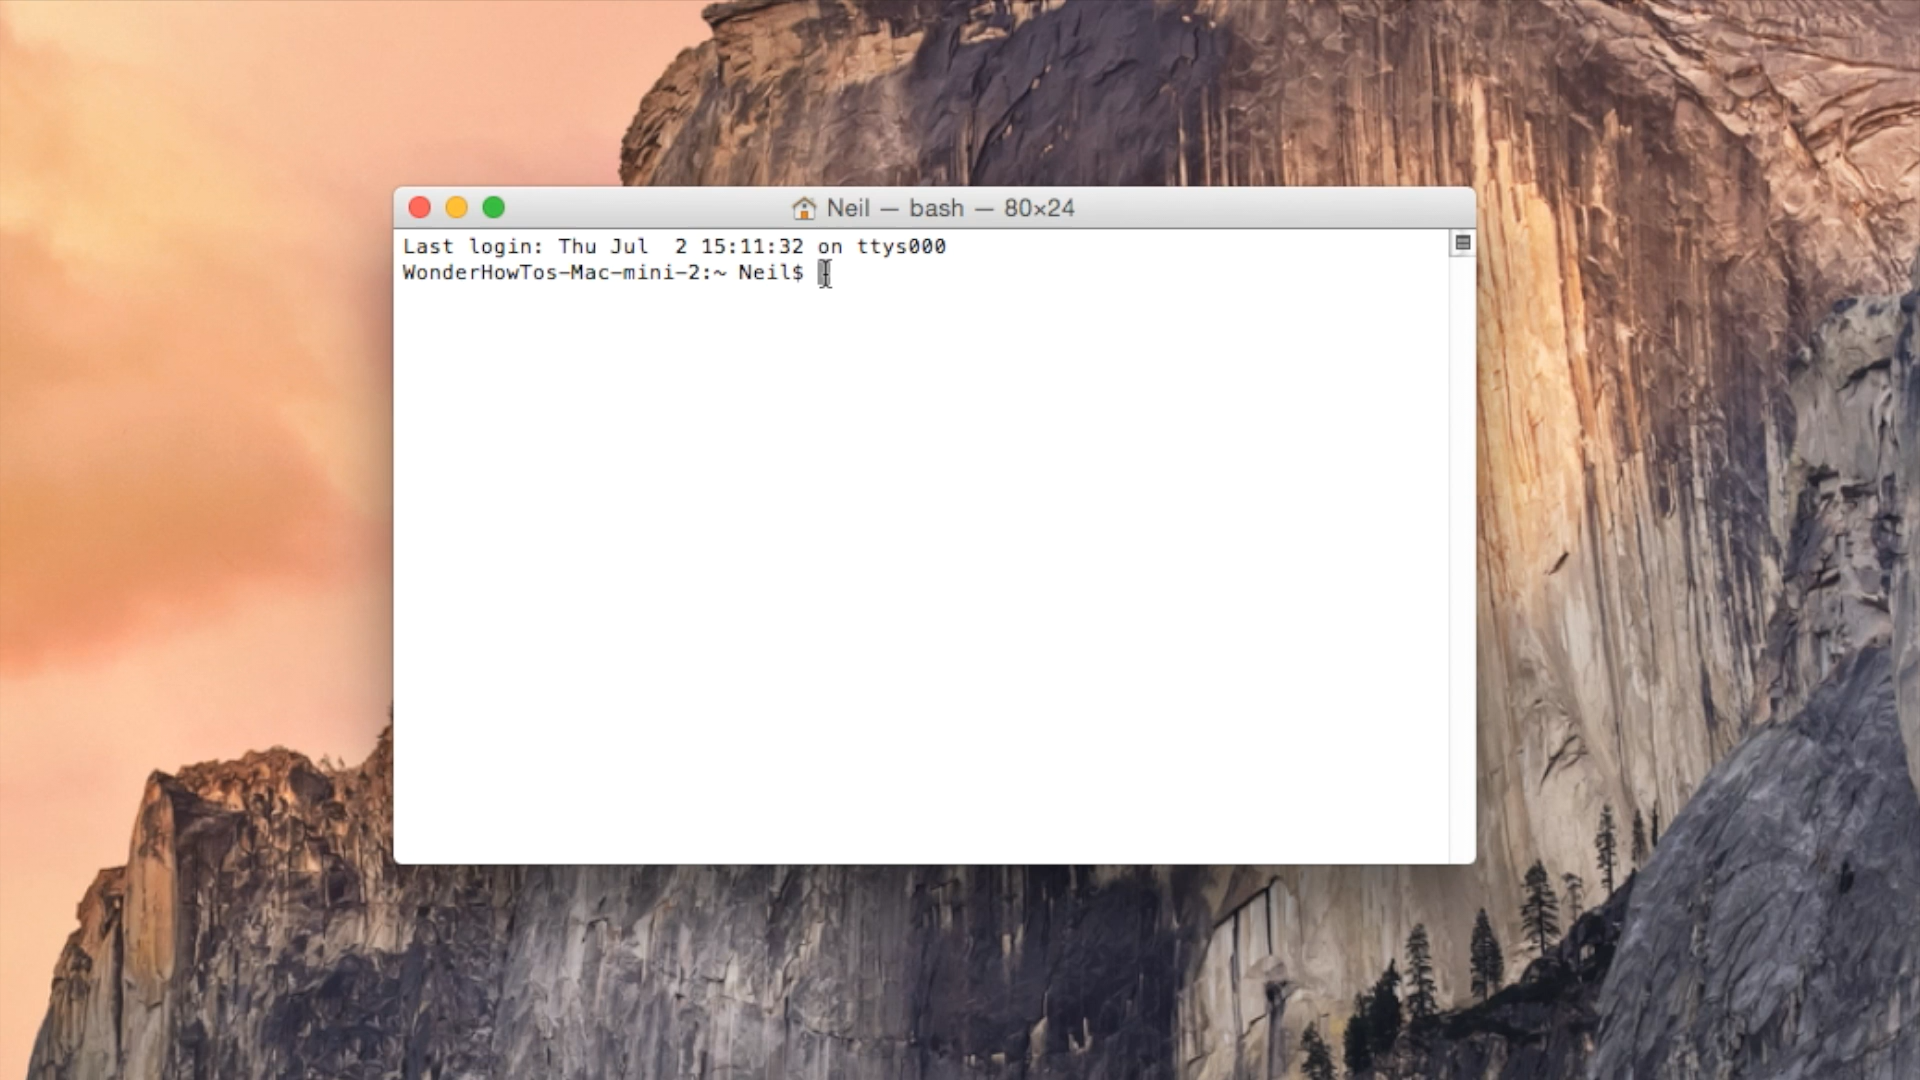 Neil — bash — 80×24
Last login: Thu Jul  2 15:11:32 on ttys000
WonderHowTos-Mac-mini-2:~ Neil$